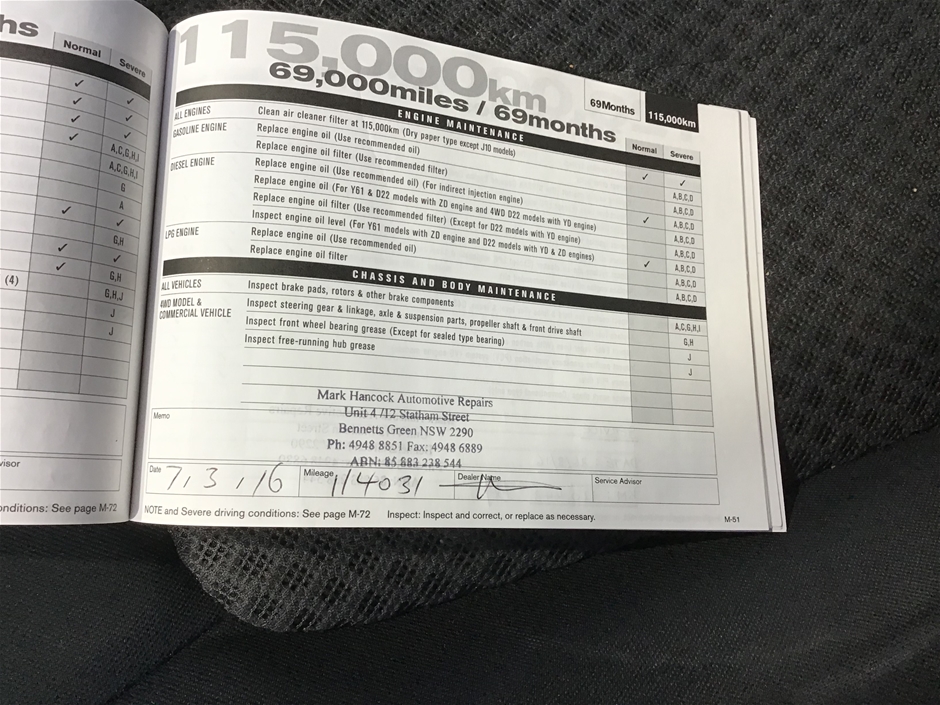 hs
Normal
Severe
✓ ✓
✓ ✓
✓ ✓
A,C,G,H,I
A,C,G,H,I
G
A
✓ ✓
G,H
✓ ✓
✓ G,H
(4)
G,H,J
J
J
visor
onditions: See page M-72
115,000km
69,000miles / 69months
69Months
115,000km
Normal
Severe
ENGINE MAINTENANCE
ALL ENGINES Clean air cleaner filter at 115,000km (Dry paper type except J10 models) ✓
GASOLINE ENGINE Replace engine oil (Use recommended oil) ✓ A,B,C,D
Replace engine oil filter (Use recommended filter) A,B,C,D
DIESEL ENGINE Replace engine oil (Use recommended oil) (For indirect injection engine) ✓ A,B,C,D
Replace engine oil (For Y61 & D22 models with ZD engine and 4WD D22 models with YD engine) A,B,C,D
Replace engine oil filter (Use recommended filter) (Except for D22 models with YD engine) A,B,C,D
Inspect engine oil level (For Y61 models with ZD engine and D22 models with YD & ZD engines)
LPG ENGINE Replace engine oil (Use recommended oil) ✓ A,B,C,D
Replace engine oil filter A,B,C,D
CHASSIS AND BODY MAINTENANCE
ALL VEHICLES Inspect brake pads, rotors & other brake components A,C,G,H,I
4WD MODEL & COMMERCIAL VEHICLE Inspect steering gear & linkage, axle & suspension parts, propeller shaft & front drive shaft G,H
Inspect front wheel bearing grease (Except for sealed type bearing) J
Inspect free-running hub grease J
Memo
Mark Hancock Automotive Repairs
Unit 4 /12 Statham Street
Bennetts Green NSW 2290
Ph: 4948 8851 Fax: 4948 6889
ABN: 85 883 238 544
Date 7,3,16 Mileage 114031 Dealer Name Service Advisor
NOTE and Severe driving conditions: See page M-72 Inspect: Inspect and correct, or replace as necessary.
M-51